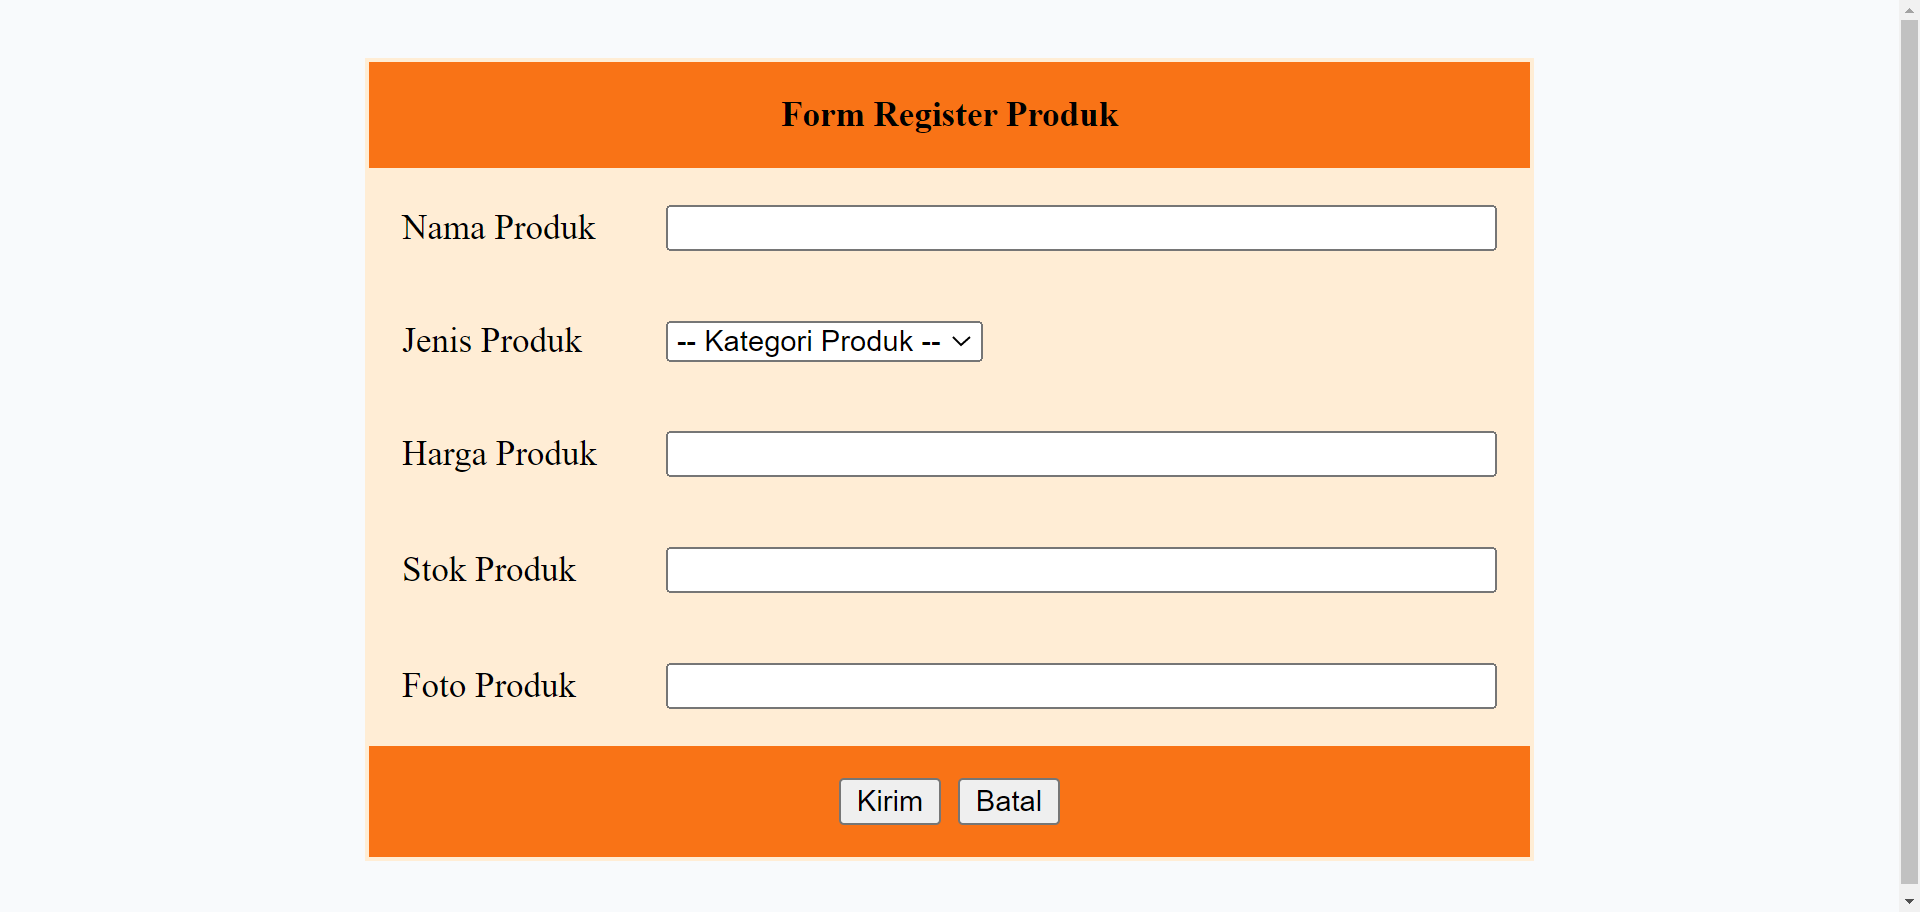 Form Register Produk
Nama Produk
Jenis Produk -- Kategori Produk --
Harga Produk
Stok Produk
Foto Produk
Kirim Batal